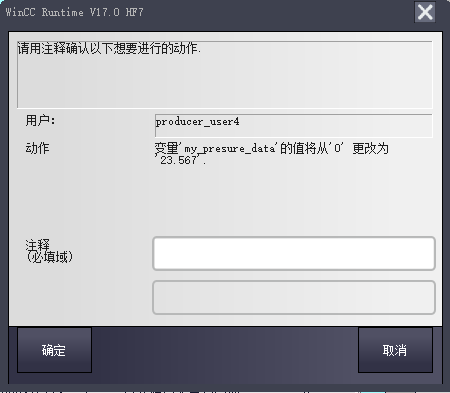 WinCC Runtime V17.0 HF7
请用注释确认以下想要进行的动作.
用户:
producer_user4
动作
变量'my_presure_data'的值将从'0' 更改为
'23.567'.
注释
(必填域)
确定
取消